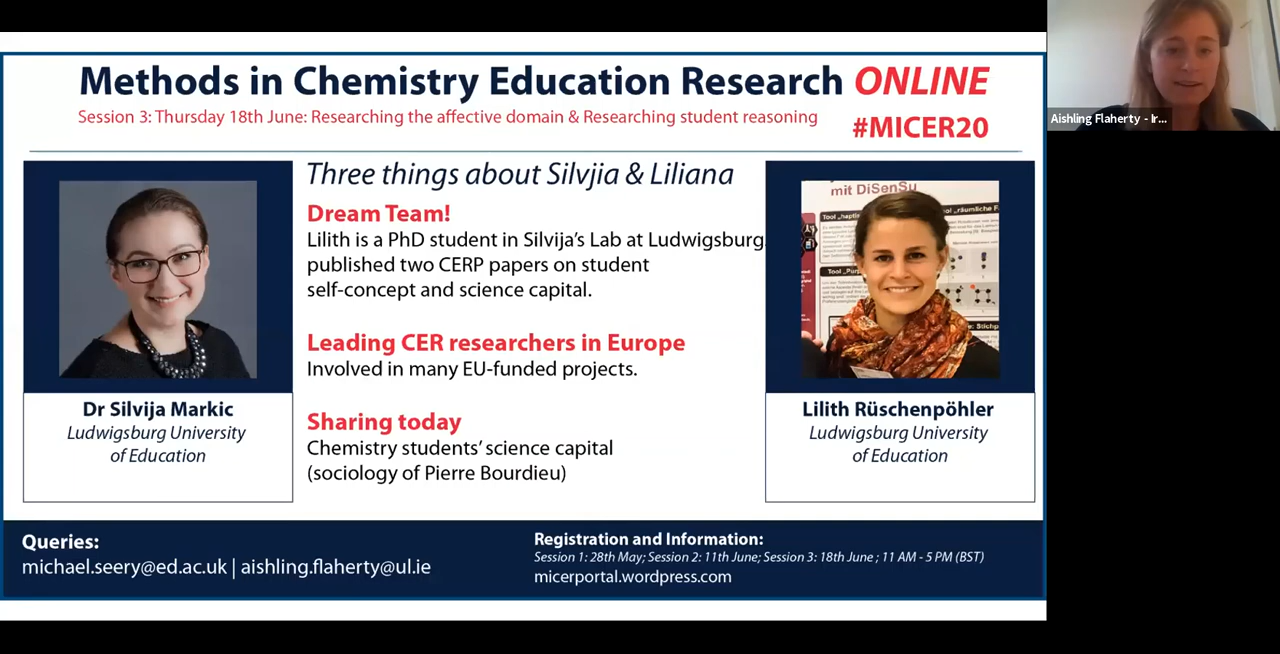 Methods in Chemistry Education Research ONLINE
Session 3: Thursday 18th June: Researching the affective domain & Researching student reasoning
#MICER20
Aishling Flaherty - Ir...
Three things about Silvjia & Liliana
Dream Team!
Lilith is a PhD student in Silvija's Lab at Ludwigsburg.
published two CERP papers on student
self-concept and science capital.
Leading CER researchers in Europe
Involved in many EU-funded projects.
Sharing today
Chemistry students' science capital
(sociology of Pierre Bourdieu)
Dr Silvija Markic
Ludwigsburg University
of Education
mit DiSenSu
Lilith Rüschenpöhler
Ludwigsburg University
of Education
Queries:
michael.seery@ed.ac.uk | aishling.flaherty@ul.ie
Registration and Information:
Session 1: 28th May; Session 2: 11th June; Session 3: 18th June ; 11 AM - 5 PM (BST)
micerportal.wordpress.com